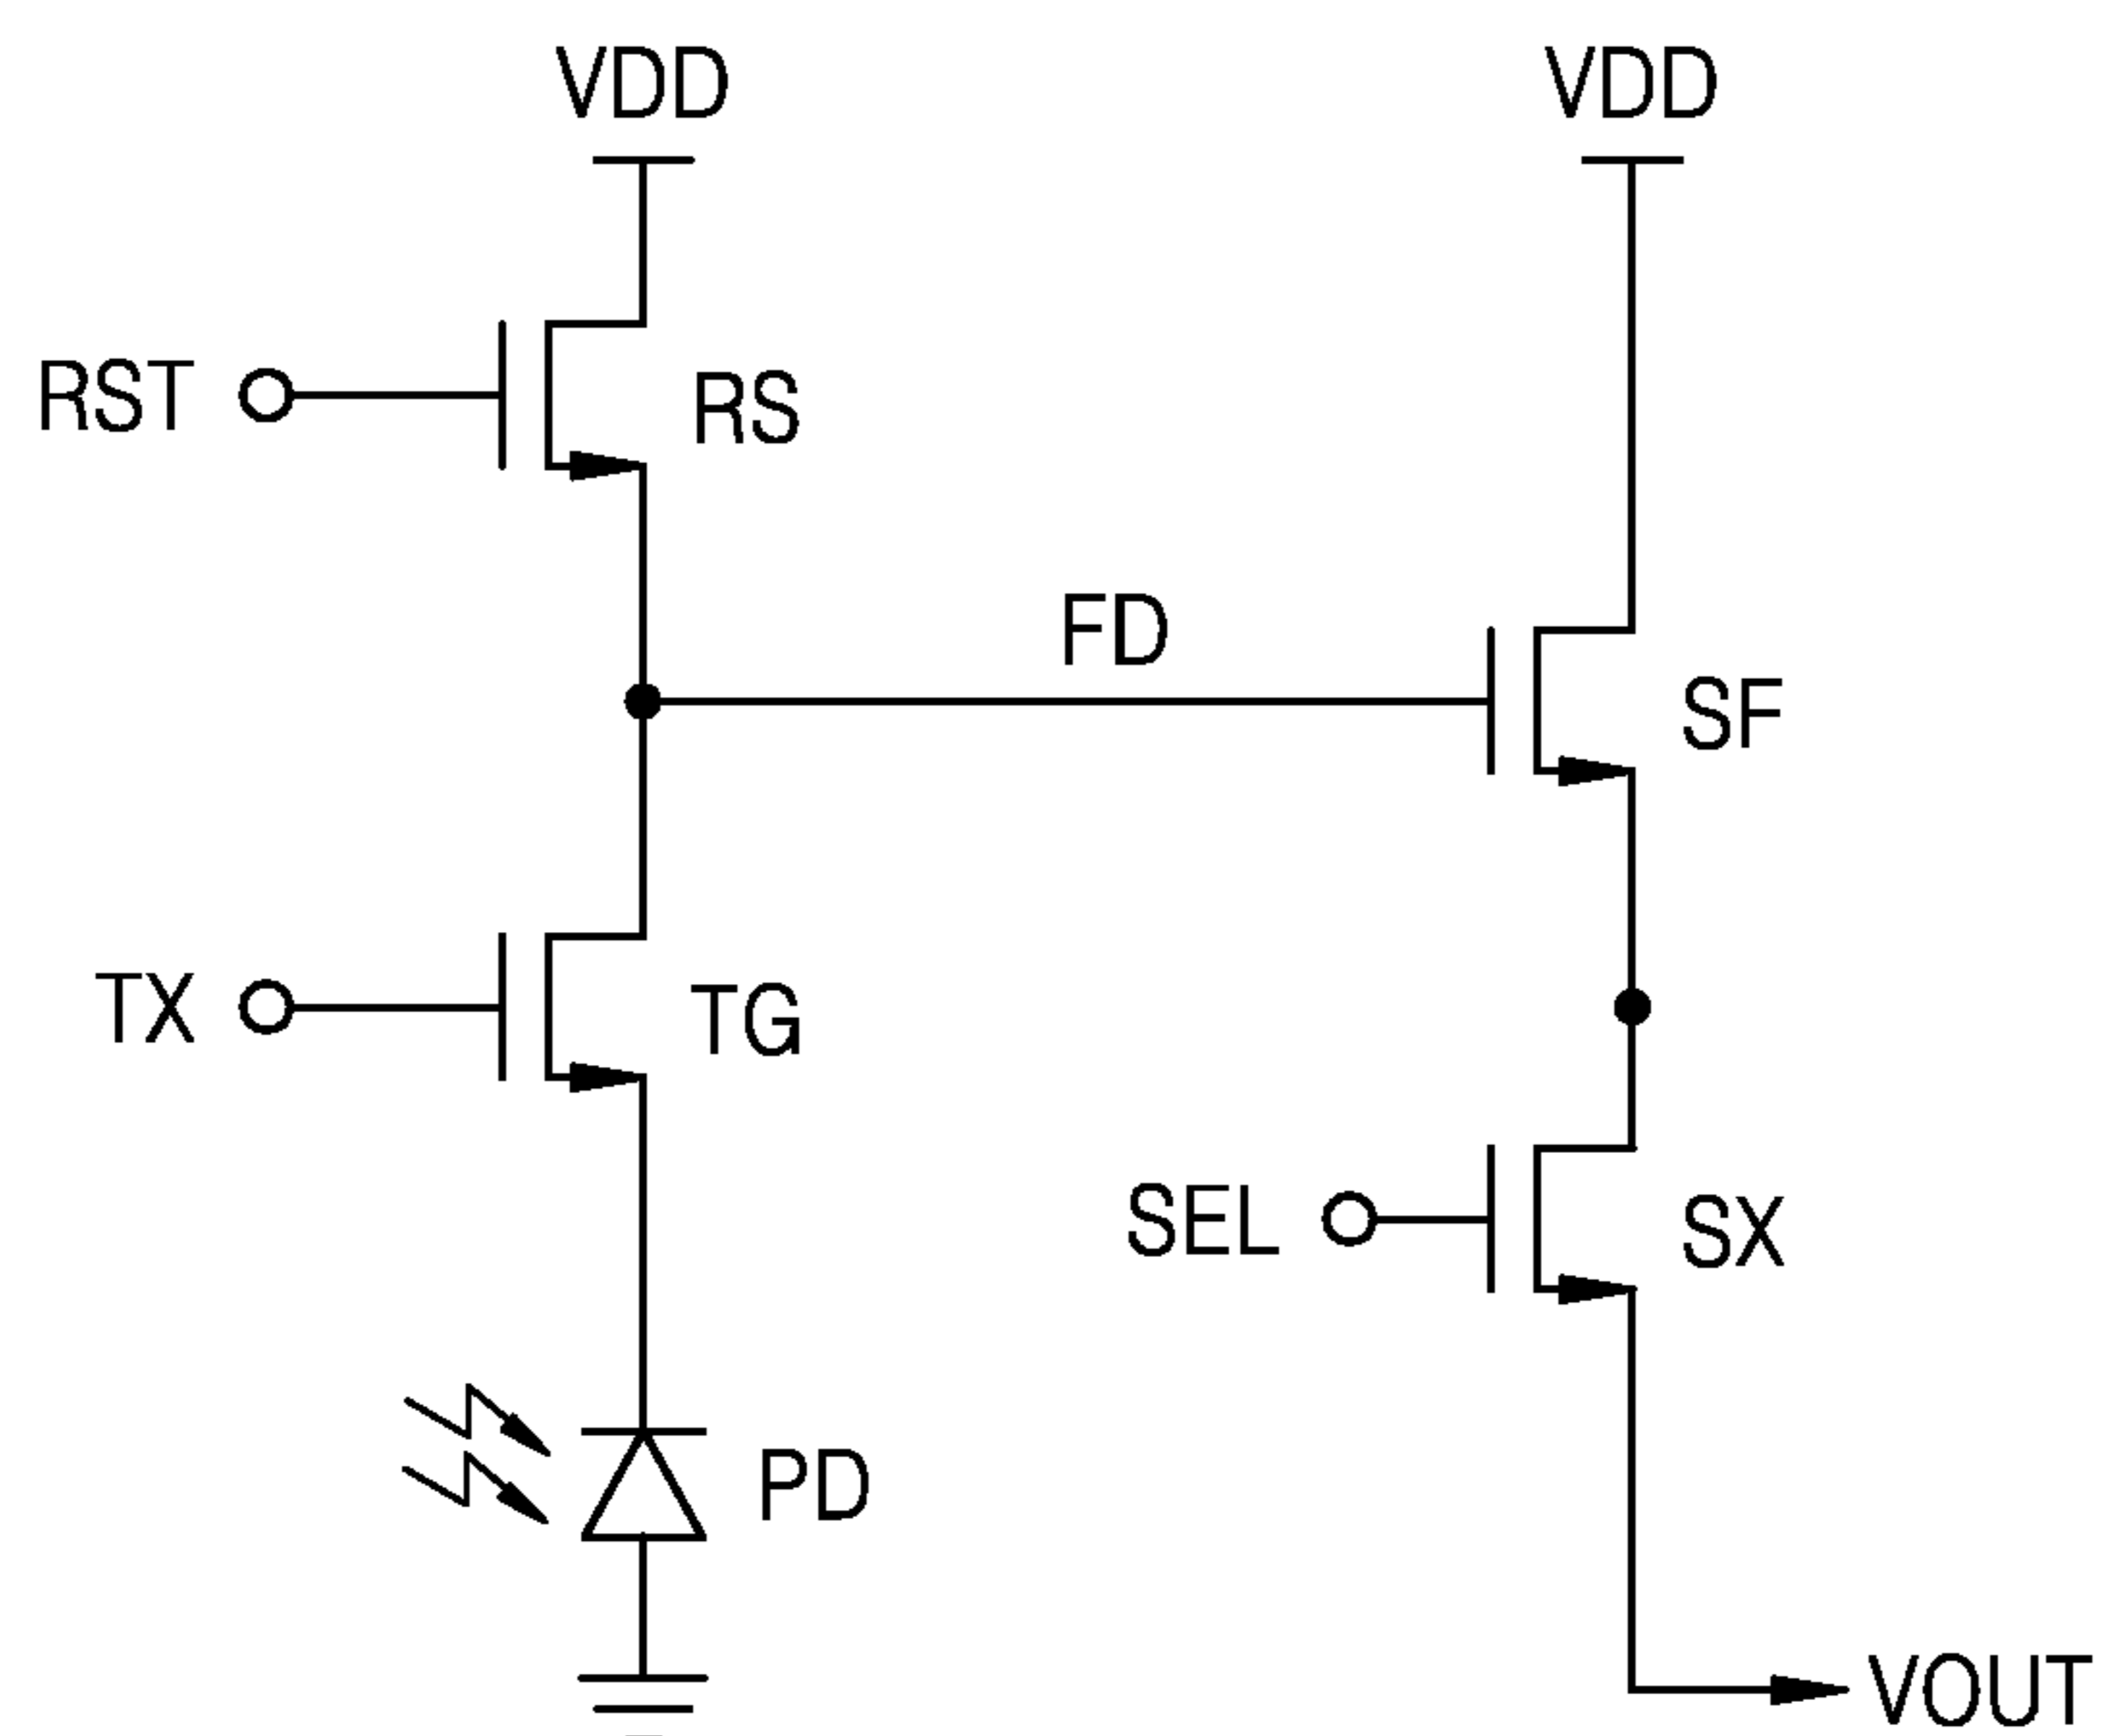 VDD VDD
RST RS
FD
SF
TX TG
SEL SX
PD
VOUT